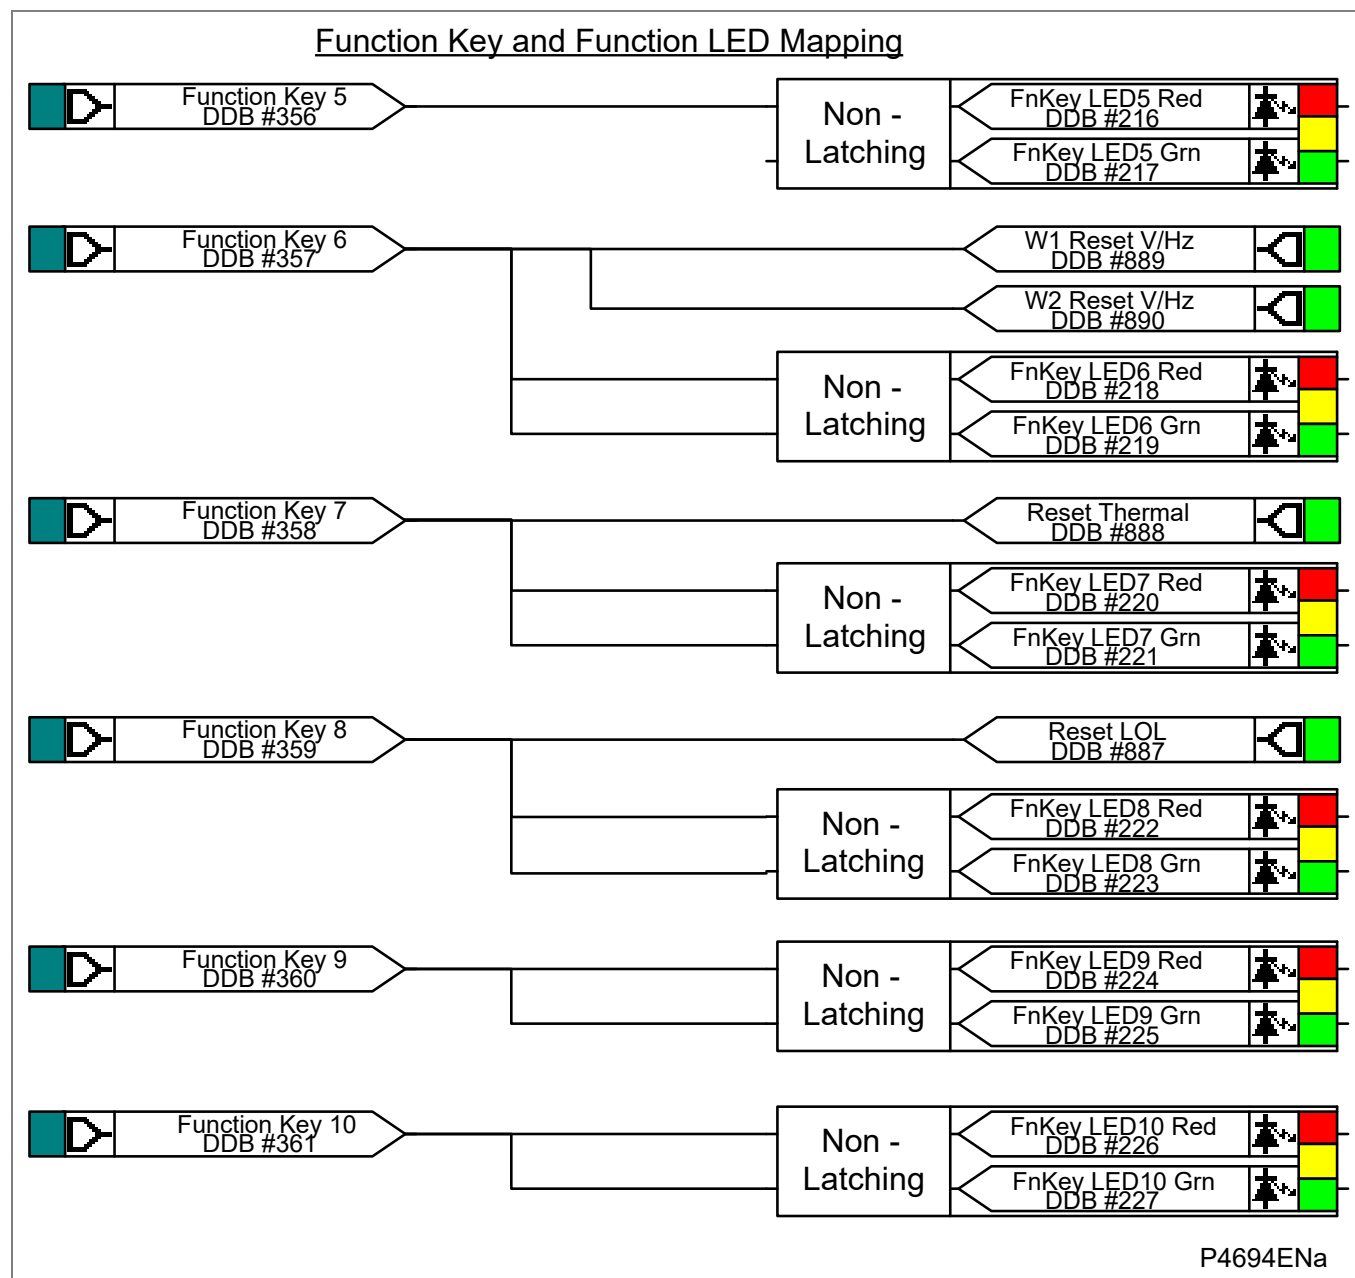 Function Key and Function LED Mapping
Function Key 5
DDB #356
Non -
Latching
FnKey LED5 Red
DDB #216
FnKey LED5 Grn
DDB #217
Function Key 6
DDB #357
W1 Reset V/Hz
DDB #889
W2 Reset V/Hz
DDB #890
Non -
Latching
FnKey LED6 Red
DDB #218
FnKey LED6 Grn
DDB #219
Function Key 7
DDB #358
Reset Thermal
DDB #888
Non -
Latching
FnKey LED7 Red
DDB #220
FnKey LED7 Grn
DDB #221
Function Key 8
DDB #359
Reset LOL
DDB #887
Non -
Latching
FnKey LED8 Red
DDB #222
FnKey LED8 Grn
DDB #223
Function Key 9
DDB #360
Non -
Latching
FnKey LED9 Red
DDB #224
FnKey LED9 Grn
DDB #225
Function Key 10
DDB #361
Non -
Latching
FnKey LED10 Red
DDB #226
FnKey LED10 Grn
DDB #227
P4694ENa